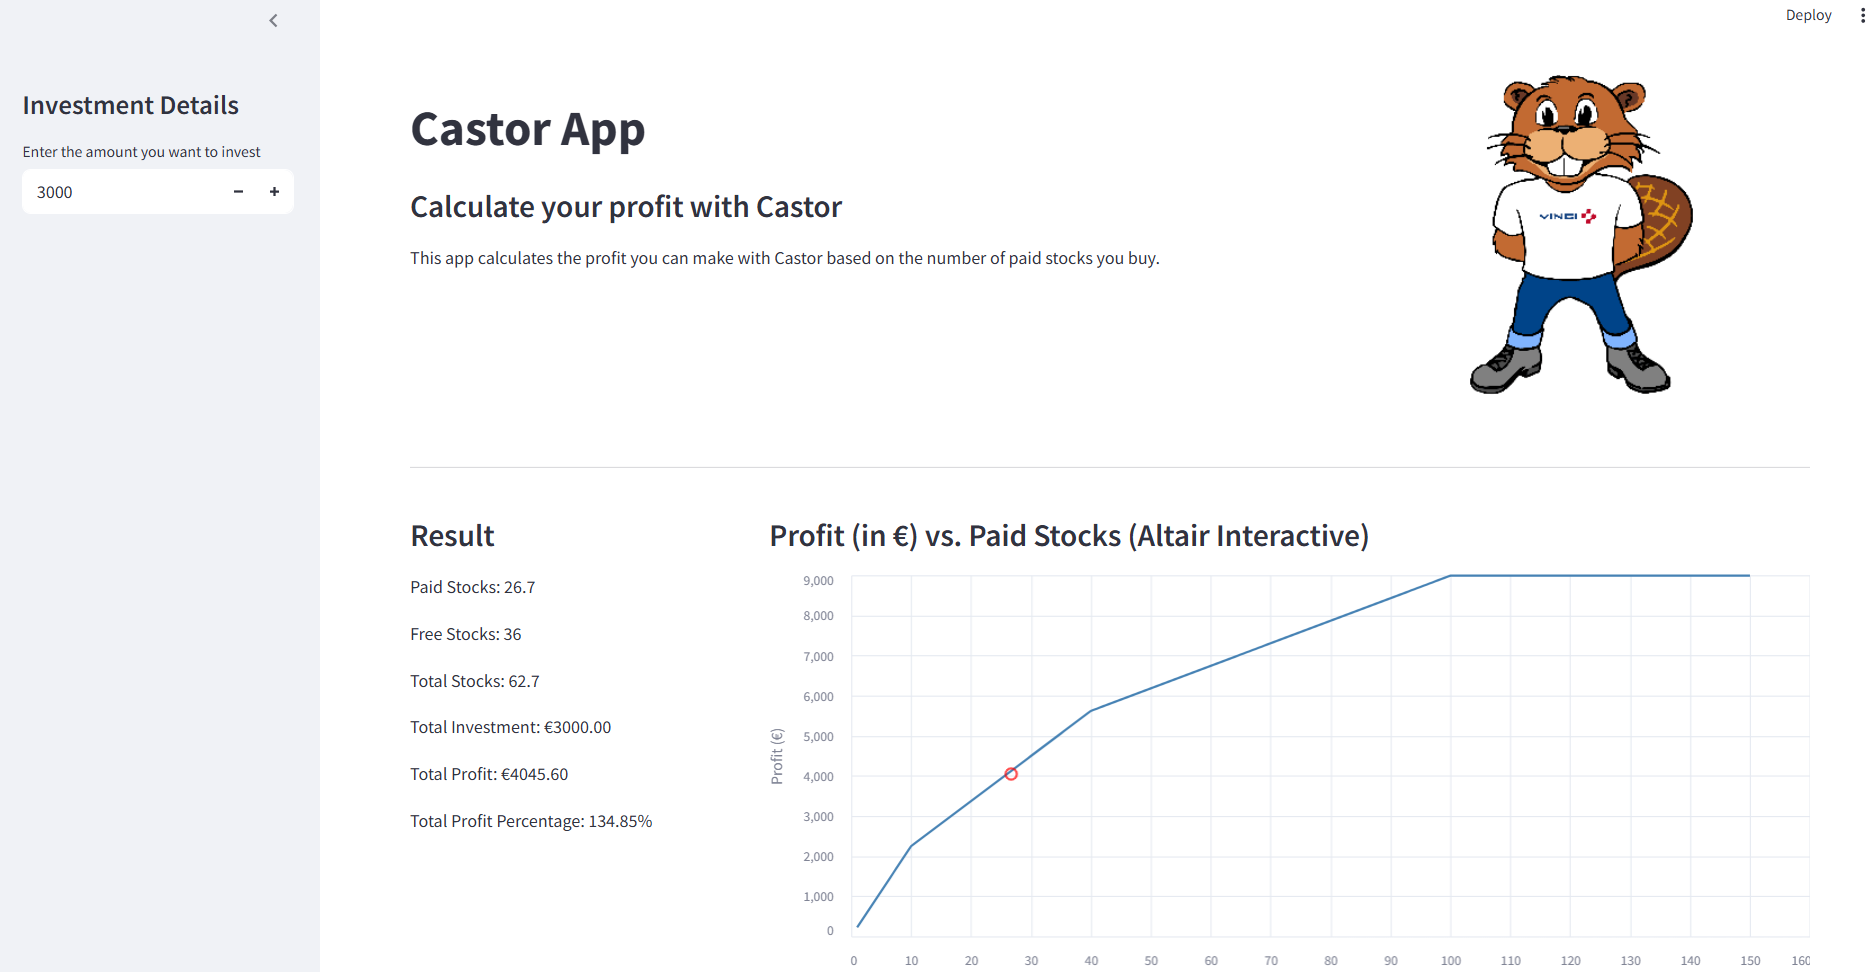 Deploy
Investment Details
Enter the amount you want to invest
3000
Castor App
Calculate your profit with Castor
This app calculates the profit you can make with Castor based on the number of paid stocks you buy.
VINCI
Result
Paid Stocks: 26.7
Free Stocks: 36
Total Stocks: 62.7
Total Investment: €3000.00
Total Profit: €4045.60
Total Profit Percentage: 134.85%
Profit (in €) vs. Paid Stocks (Altair Interactive)
Profit (€)
9,000
8,000
7,000
6,000
5,000
4,000
3,000
2,000
1,000
0
0 10 20 30 40 50 60 70 80 90 100 110 120 130 140 150 160